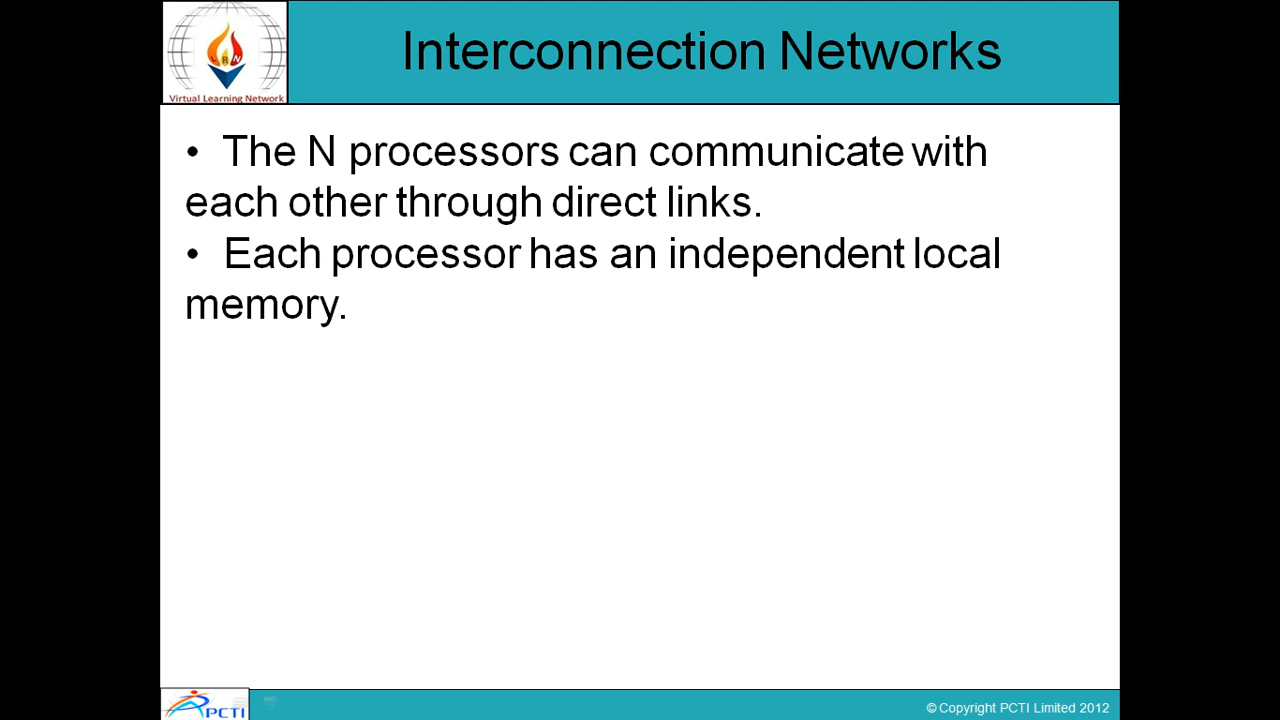 Interconnection Networks
LRN
Virtual Learning Network
• The N processors can communicate with
each other through direct links.
• Each processor has an independent local
memory.
PCTI
© Copyright PCTI Limited 2012